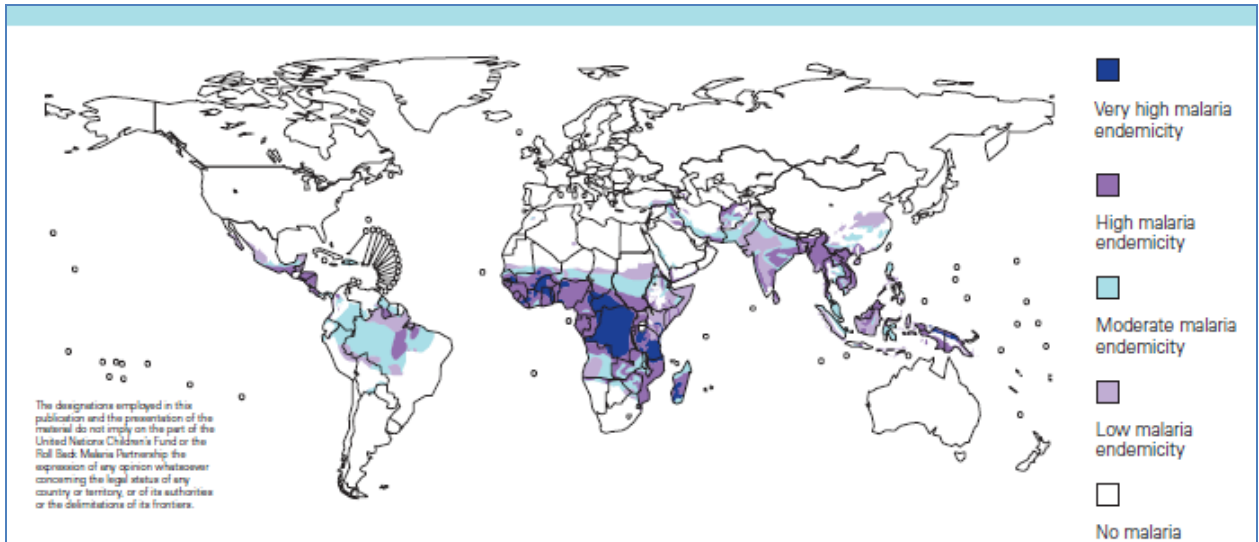 Very high malaria
endemicity
High malaria
endemicity
Moderate malaria
endemicity
Low malaria
endemicity
No malaria
The designations employed in this
publication and the presentation of the
material do not imply on the part of the
United Nations Children's Fund or the
Roll Back Malaria Partnership the
expression of any opinion whatsoever
concerning the legal status of any
country or territory, or of its authorities
or the delimitations of its frontiers.